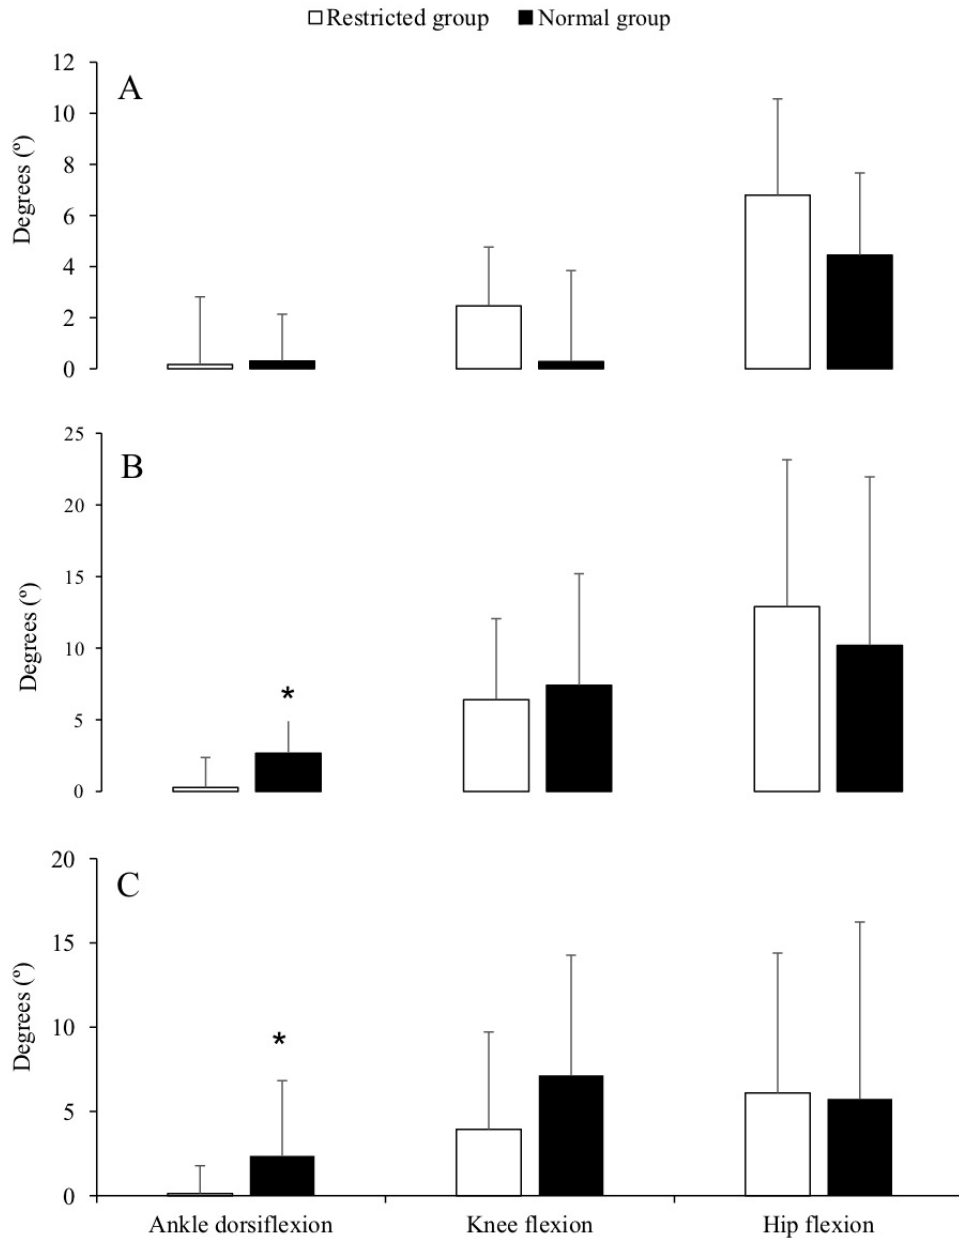 Restricted group Normal group
A
Degrees (º)
12
10
8
6
4
2
0
B
Degrees (º)
25
20
15
10
5
0
*
C
Degrees (º)
20
15
10
5
0
*
Ankle dorsiflexion Knee flexion Hip flexion